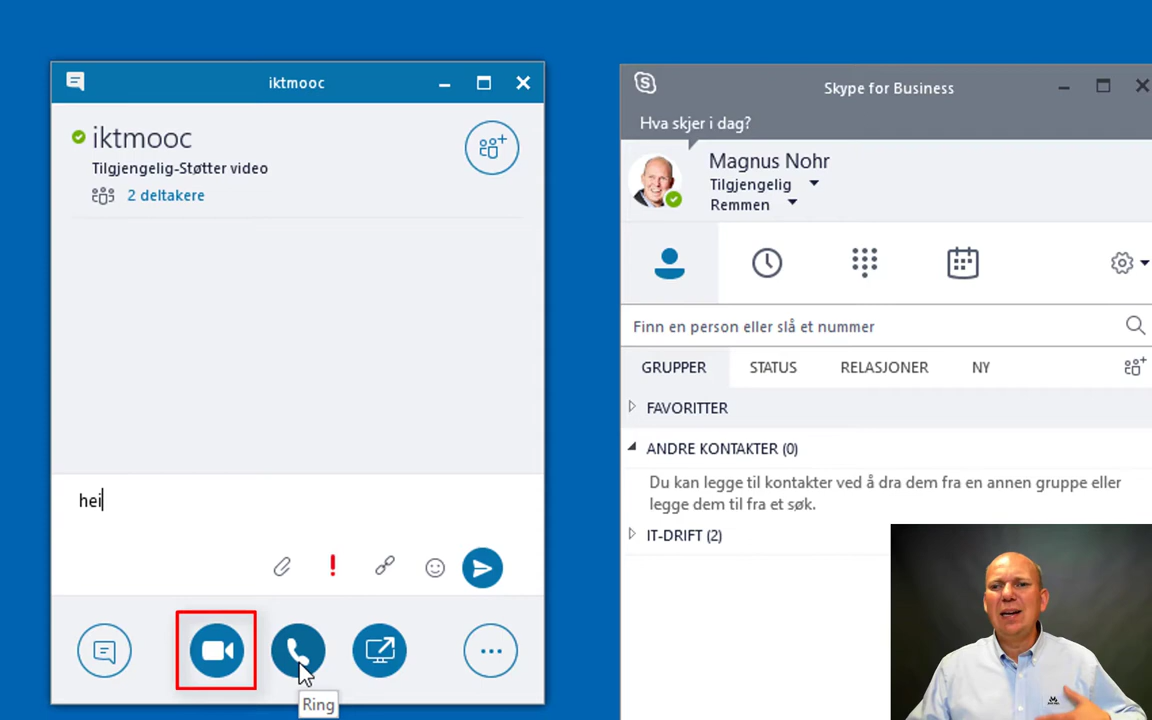 iktmooc
iktmooc
Tilgjengelig-Støtter video
2 deltakere
hei
!
Ring
Skype for Business
Hva skjer i dag?
Magnus Nohr
Tilgjengelig
Remmen
Finn en person eller slå et nummer
GRUPPER STATUS RELASJONER NY
FAVORITTER
ANDRE KONTAKTER (0)
Du kan legge til kontakter ved å dra dem fra en annen gruppe eller
legge dem til fra et søk.
IT-DRIFT (2)